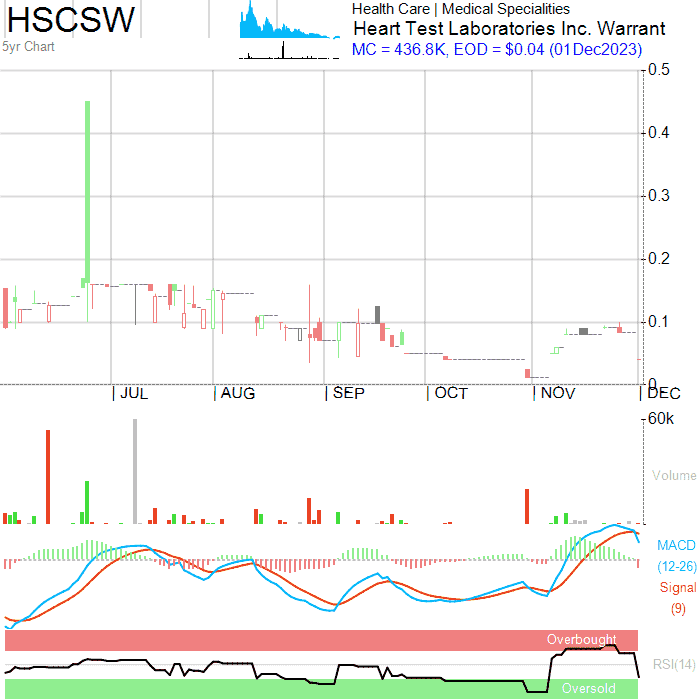 HSCSW
5yr Chart
Health Care | Medical Specialities
Heart Test Laboratories Inc. Warrant
MC = 436.8K, EOD = $0.04 (01Dec2023)
0.5
0.4
0.3
0.2
0.1
0
JUL AUG SEP OCT NOV DEC
60k
Volume
MACD
(12-26)
Signal
(9)
Overbought
RSI(14)
Oversold